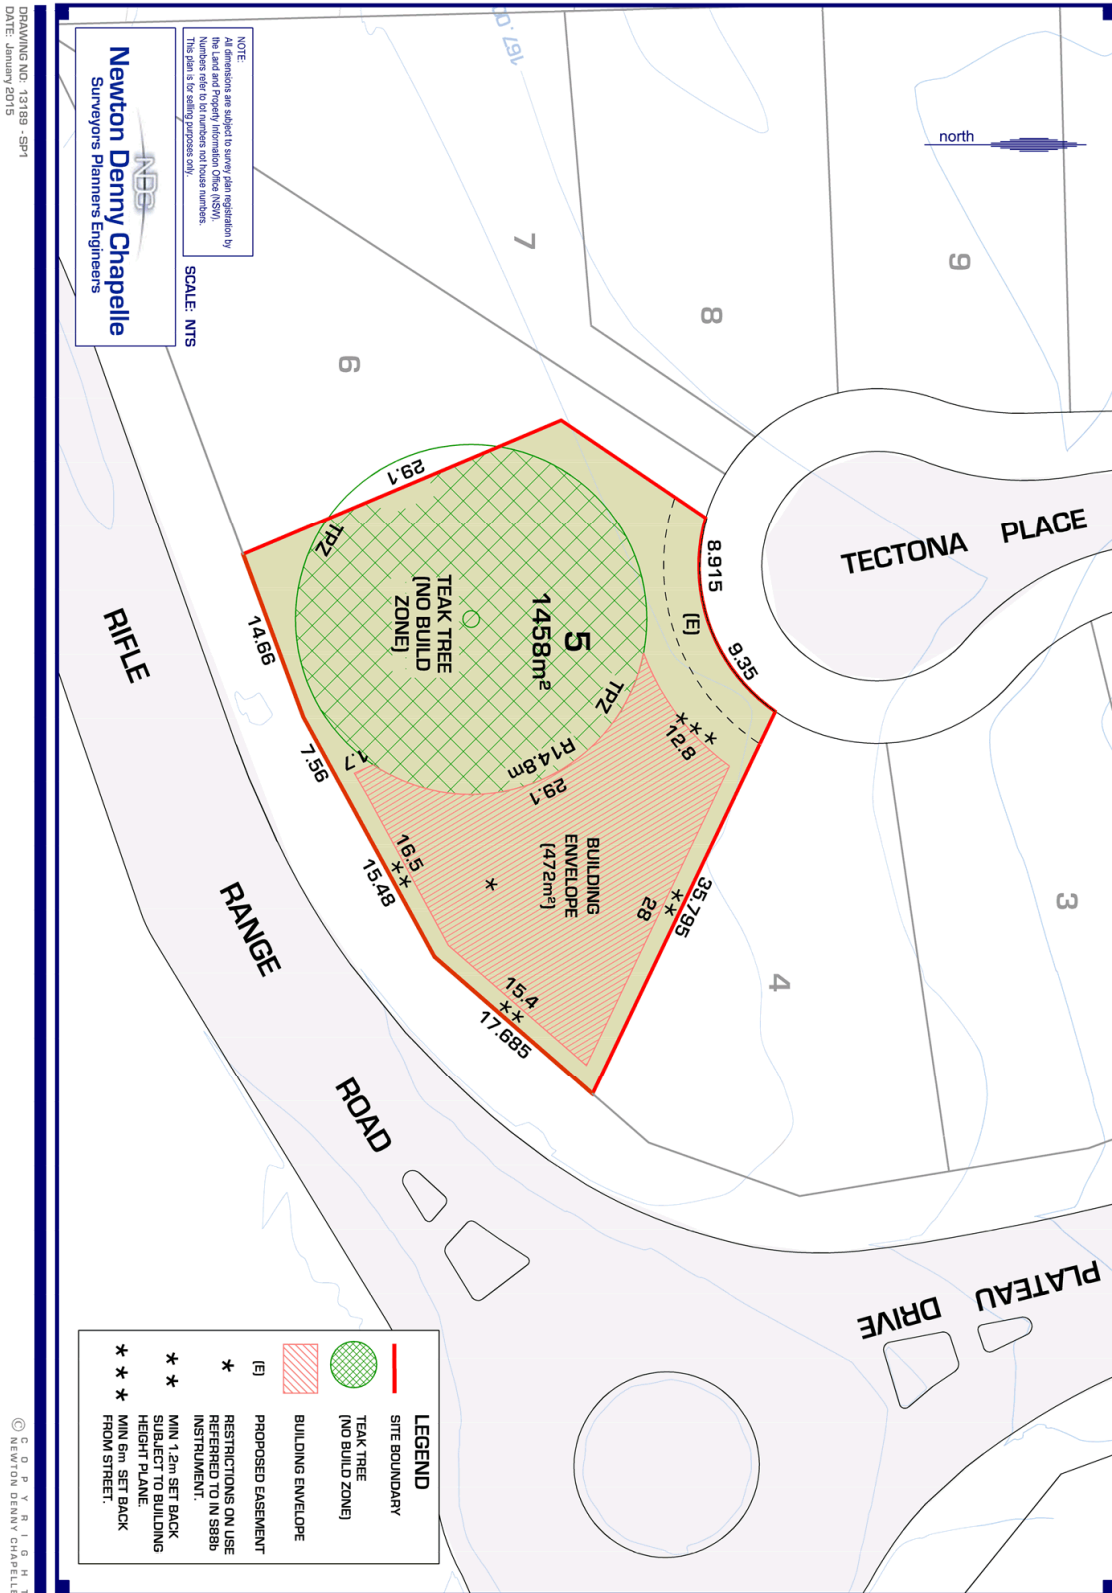 DRAWING NO: 13189 - SP1
DATE: January 2015
Newton Denny Chapelle
Surveyors Planners Engineers
NDC
NOTE:
All dimensions are subject to survey plan registration by
the Land and Property Information Office (NSW).
Numbers refer to lot numbers not house numbers.
This plan is for selling purposes only.
SCALE: NTS
north
167.00
7
8
9
6
TECTONA PLACE
8.915
9.35
(E)
29.1
TPZ
TEAK TREE
(NO BUILD
ZONE)
5
1458m²
TPZ
R14.8m
29.1
1.7
14.66
7.56
15.48
16.5
**
*
BUILDING
ENVELOPE
(472m²)
***
12.8
28
**
35.795
15.4
**
17.685
4
3
RIFLE
RANGE
ROAD
PLATEAU
DRIVE
LEGEND
SITE BOUNDARY
TEAK TREE
(NO BUILD ZONE)
BUILDING ENVELOPE
(E) PROPOSED EASEMENT
* RESTRICTIONS ON USE
REFERRED TO IN S88b
INSTRUMENT.
** MIN 1.2m SET BACK
SUBJECT TO BUILDING
HEIGHT PLANE.
*** MIN 6m SET BACK
FROM STREET.
© COPYRIGHT
NEWTON DENNY CHAPELLE